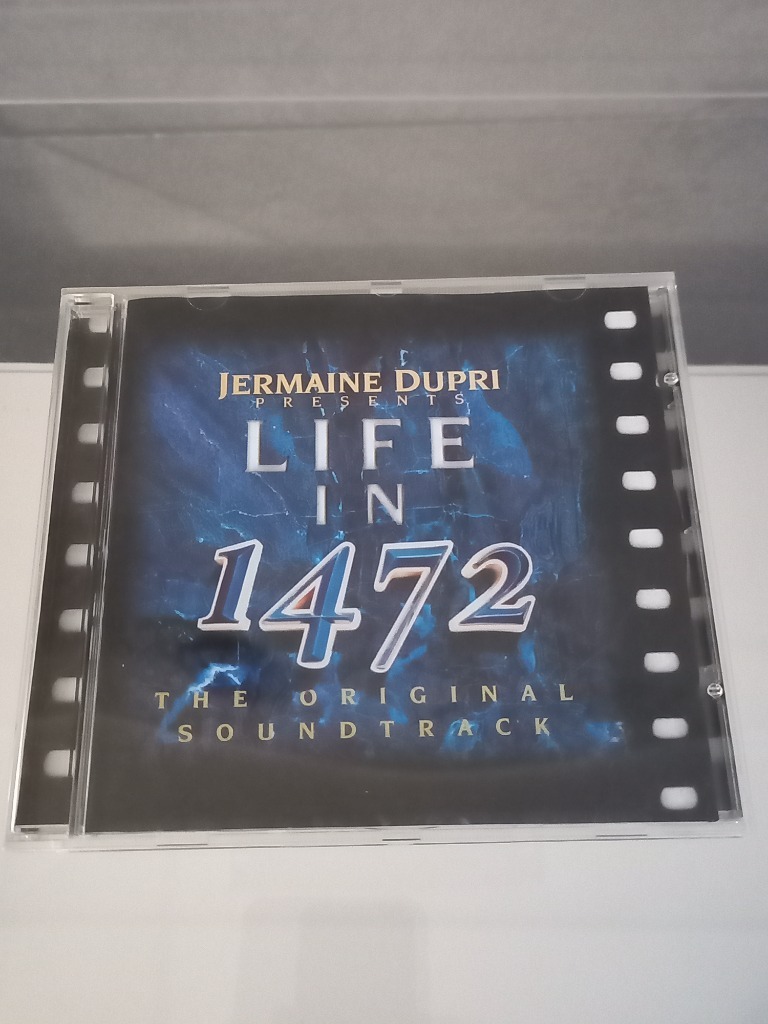 JERMAINE DUPRI
PRESENTS
LIFE
IN
1472
THE ORIGINAL
SOUNDTRACK